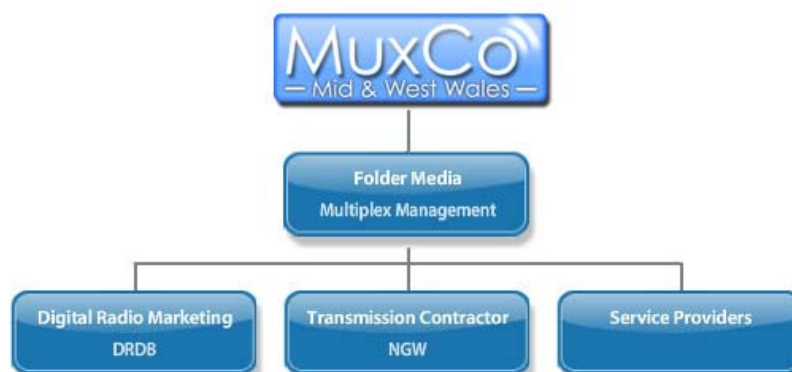 MuxCo
— Mid & West Wales —
Folder Media
Multiplex Management
Digital Radio Marketing
DRDB
Transmission Contractor
NGW
Service Providers